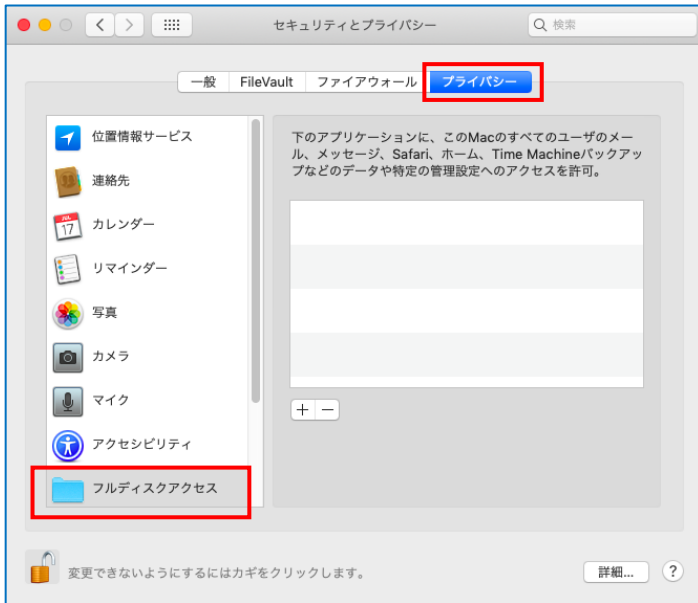 セキュリティとプライバシー
検索
一般
FileVault
ファイアウォール
プライバシー
位置情報サービス
連絡先
JUL
17
カレンダー
リマインダー
写真
カメラ
マイク
アクセシビリティ
フルディスクアクセス
下のアプリケーションに、このMacのすべてのユーザのメー
ル、メッセージ、Safari、ホーム、Time Machineバックアッ
プなどのデータや特定の管理設定へのアクセスを許可。
+
−
変更できないようにするにはカギをクリックします。
詳細...
?